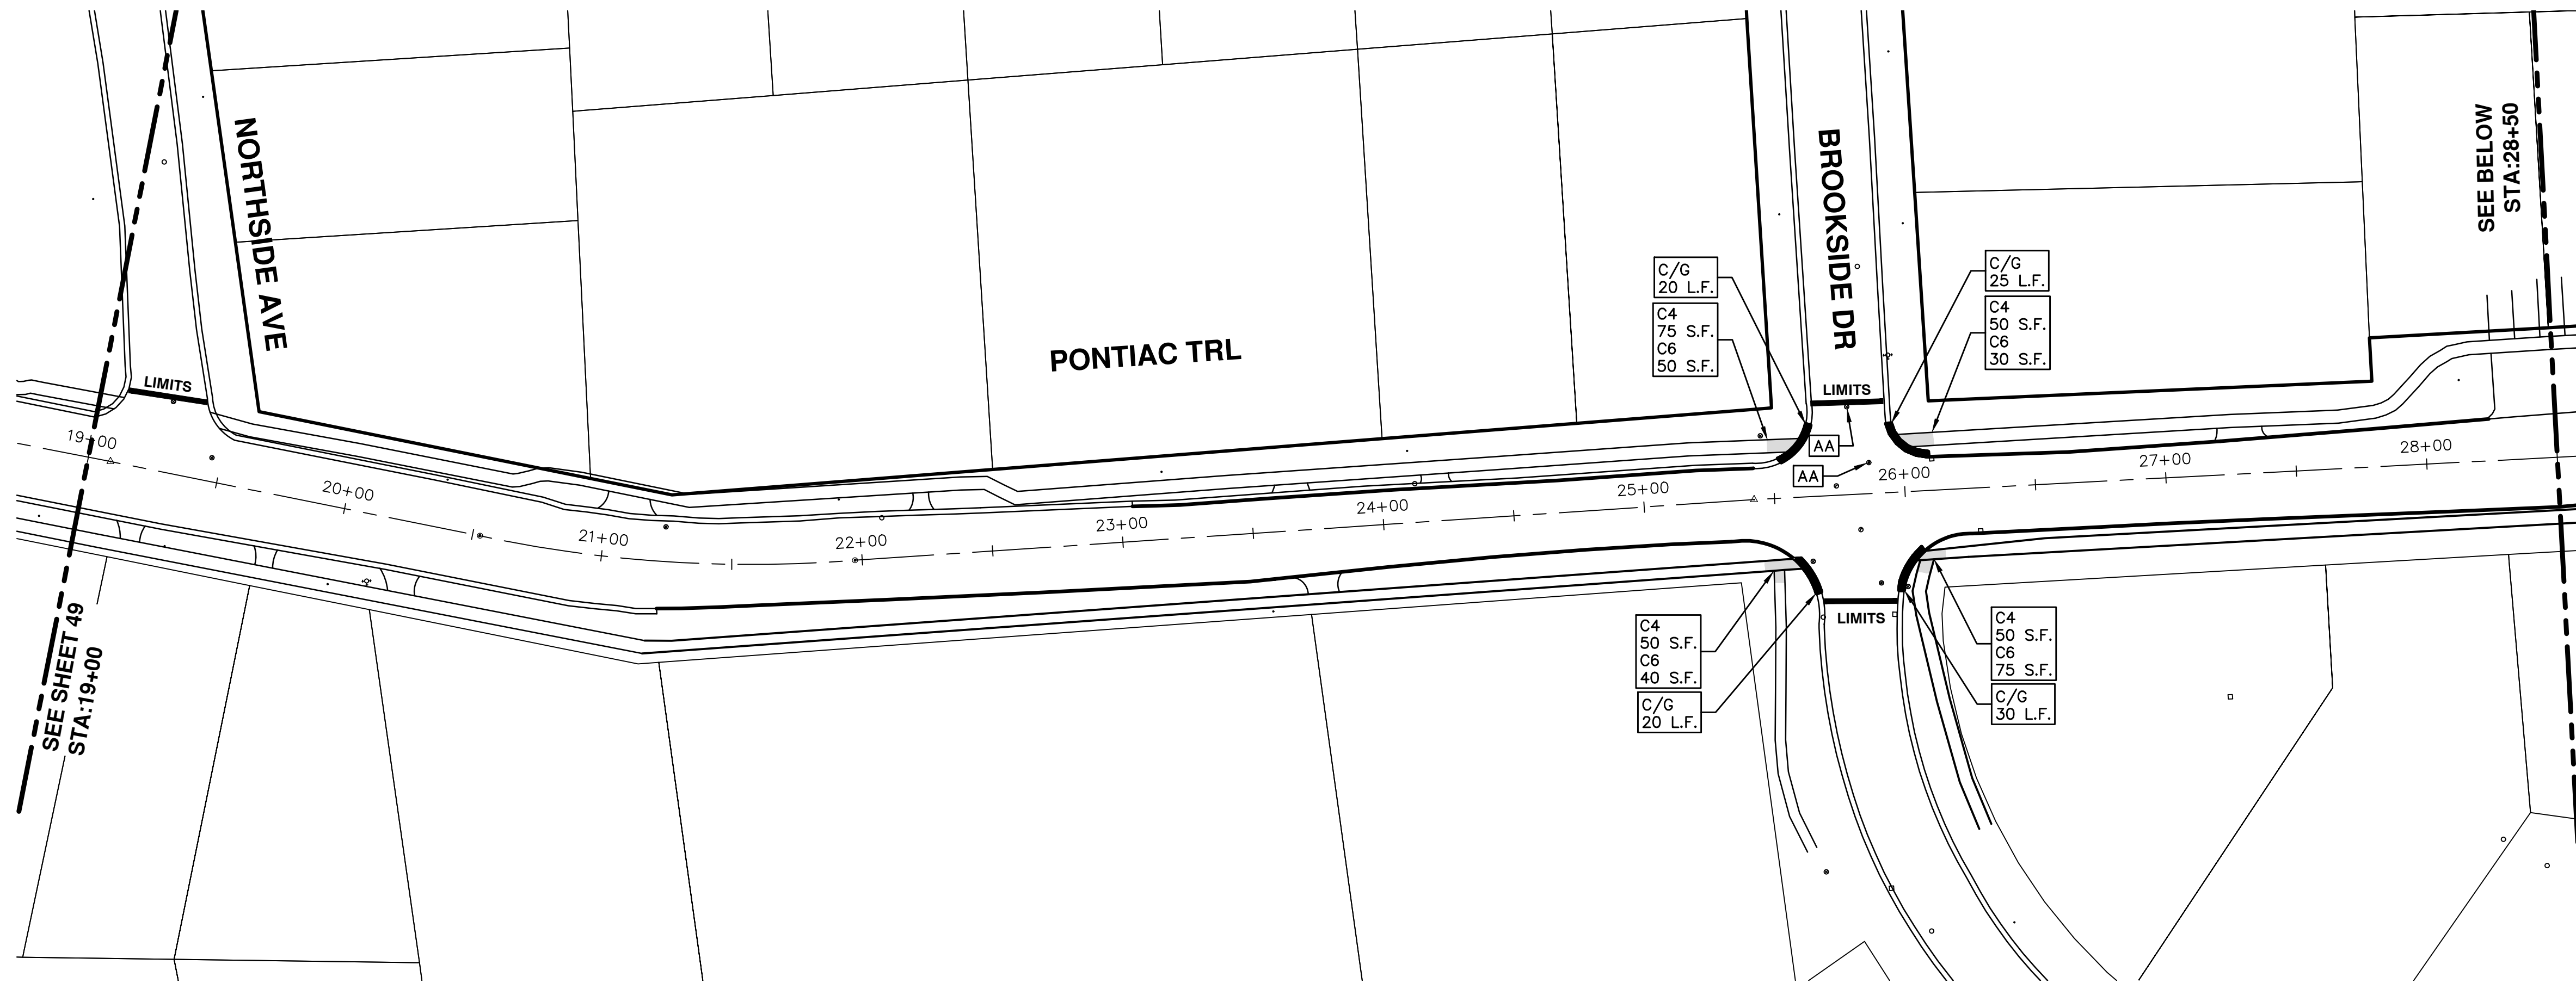 NORTHSIDE AVE
BROOKSIDE DR
SEE BELOW
STA:28+50
C/G
20 L.F.
C4
75 S.F.
C6
50 S.F.
C/G
25 L.F.
C4
50 S.F.
C6
30 S.F.
PONTIAC TRL
LIMITS
LIMITS
AA
AA
19+00
20+00
21+00
22+00
23+00
24+00
25+00
26+00
27+00
28+00
SEE SHEET 49
STA:19+00
LIMITS
C4
50 S.F.
C6
40 S.F.
C/G
20 L.F.
C4
50 S.F.
C6
75 S.F.
C/G
30 L.F.